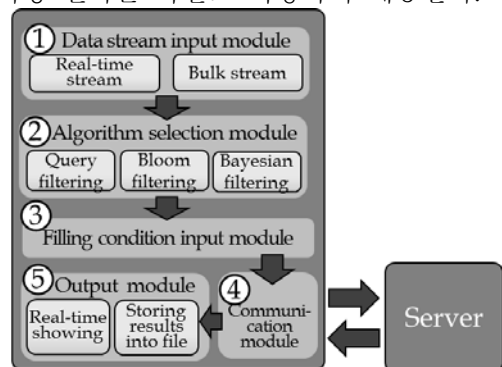 ① Data stream input module
Real-time
stream
Bulk stream
② Algorithm selection module
Query
filtering
Bloom
filtering
Bayesian
filtering
③
Filling condition input module
⑤ Output module
Real-time
showing
Storing
results
into file
④
Communi-
cation
module
Server